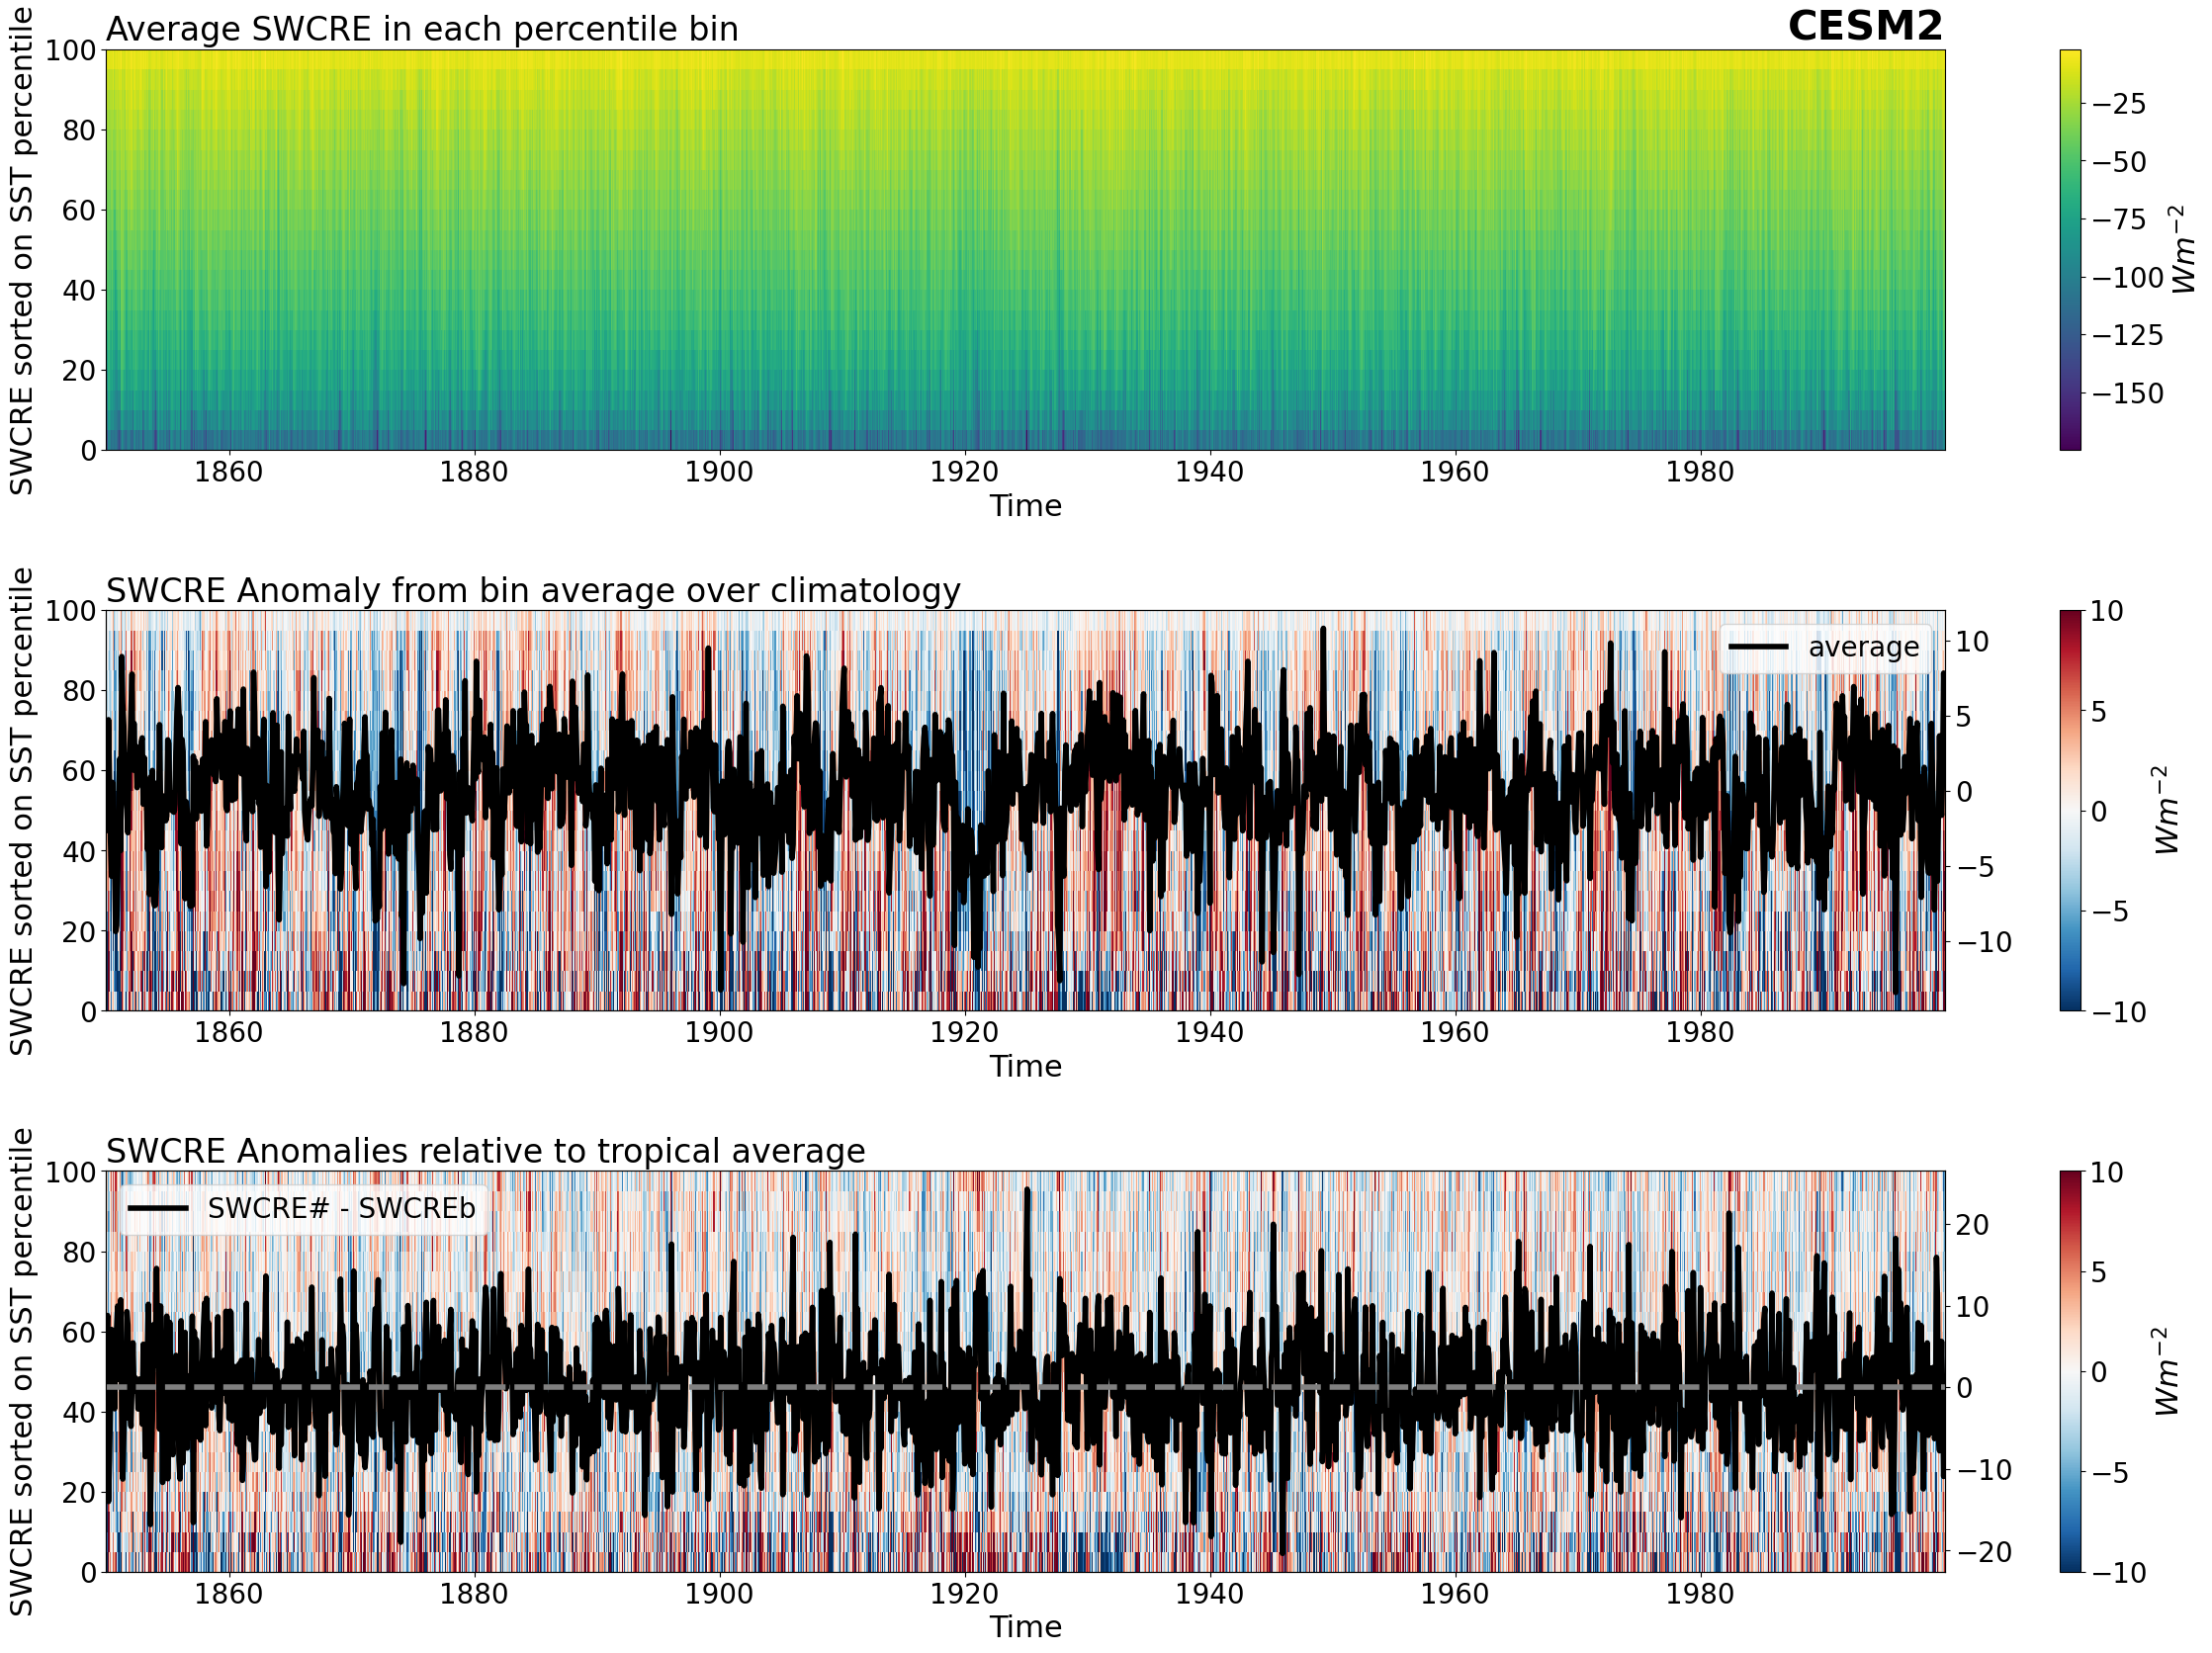 Average SWCRE in each percentile bin
CESM2
SWCRE sorted on SST percentile
100
80
60
40
20
0
1860 1880 1900 1920 1940 1960 1980
Time
−25
−50
−75
−100
−125
−150
Wm−2
SWCRE Anomaly from bin average over climatology
SWCRE sorted on SST percentile
100
80
60
40
20
0
average
10
5
0
−5
−10
1860 1880 1900 1920 1940 1960 1980
Time
10
5
0
−5
−10
Wm−2
SWCRE Anomalies relative to tropical average
SWCRE sorted on SST percentile
100
80
60
40
20
0
SWCRE# - SWCREb
20
10
0
−10
−20
1860 1880 1900 1920 1940 1960 1980
Time
10
5
0
−5
−10
Wm−2